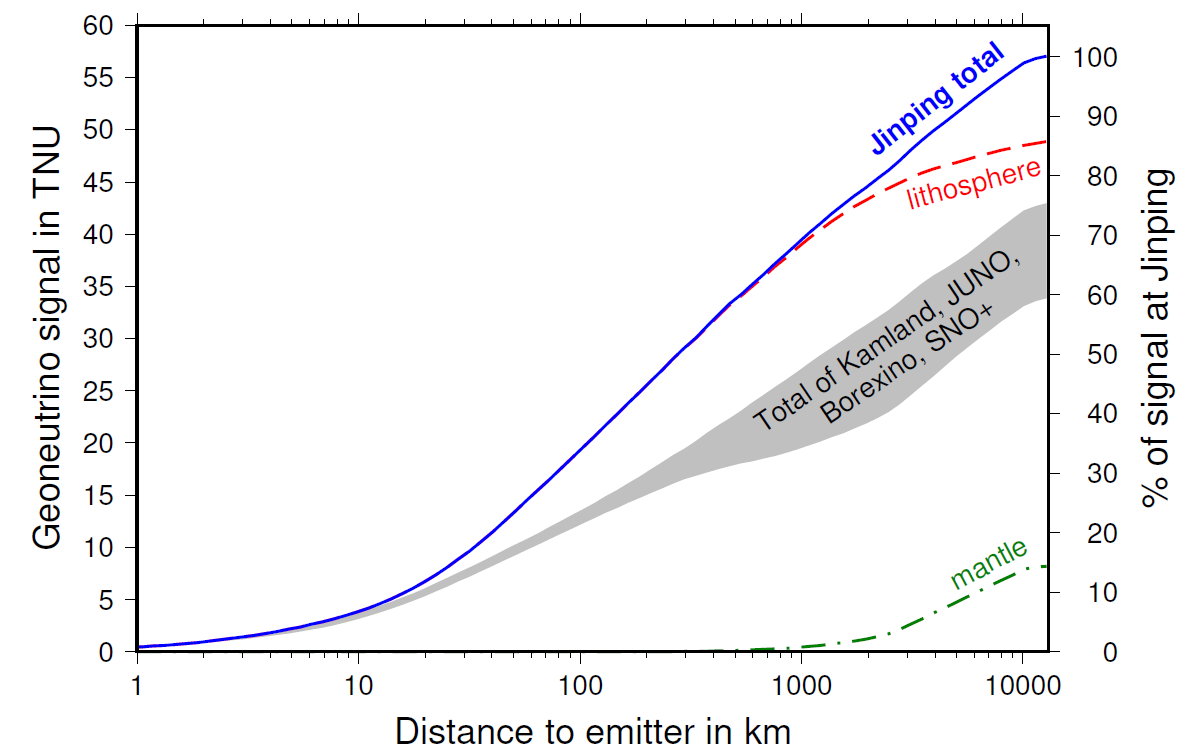 Geoneutrino signal in TNU
60
55
50
45
40
35
30
25
20
15
10
5
0
Jinping total
lithosphere
Total of Kamland, JUNO,
Borexino, SNO+
mantle
100
90
80
70
60
50
40
30
20
10
0
% of signal at Jinping
1 10 100 1000 10000
Distance to emitter in km